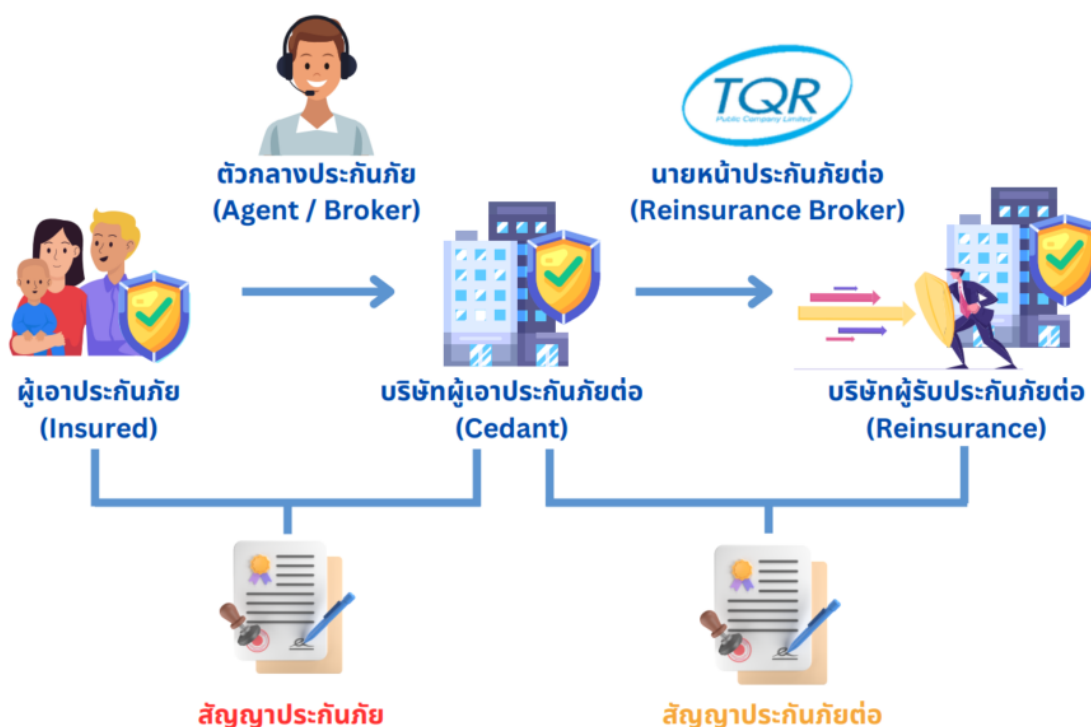 TQR
Public Company Limited
ตัวกลางประกันภัย
(Agent / Broker)
นายหน้าประกันภัยต่อ
(Reinsurance Broker)
ผู้เอาประกันภัย
(Insured)
บริษัทผู้เอาประกันภัยต่อ
(Cedant)
บริษัทผู้รับประกันภัยต่อ
(Reinsurance)
สัญญาประกันภัย
สัญญาประกันภัยต่อ